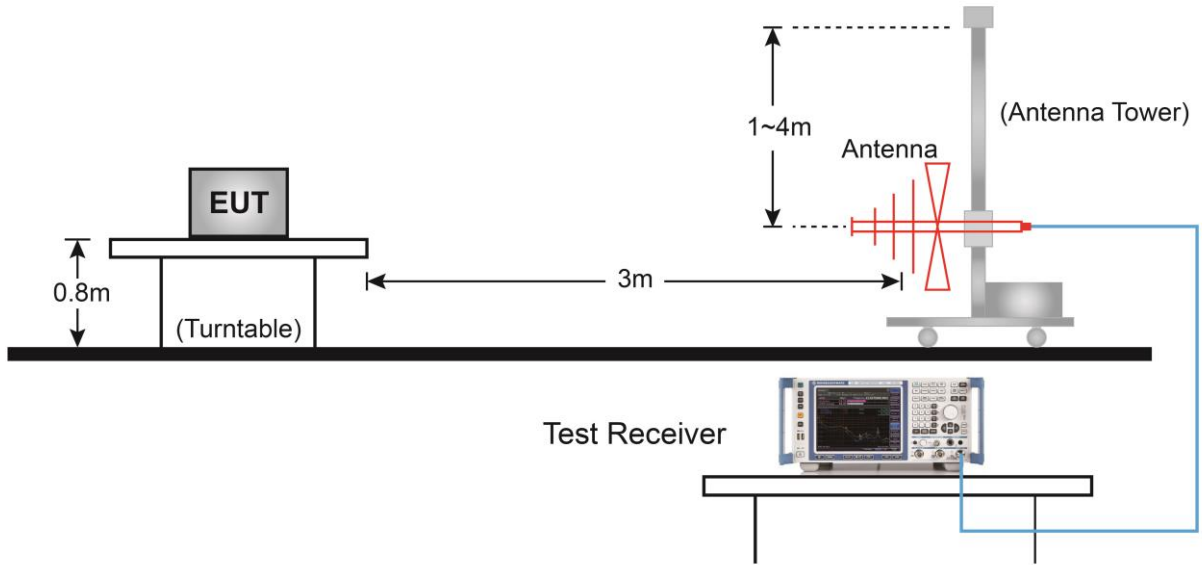 1~4m
(Antenna Tower)
Antenna
EUT
3m
0.8m
(Turntable)
Test Receiver